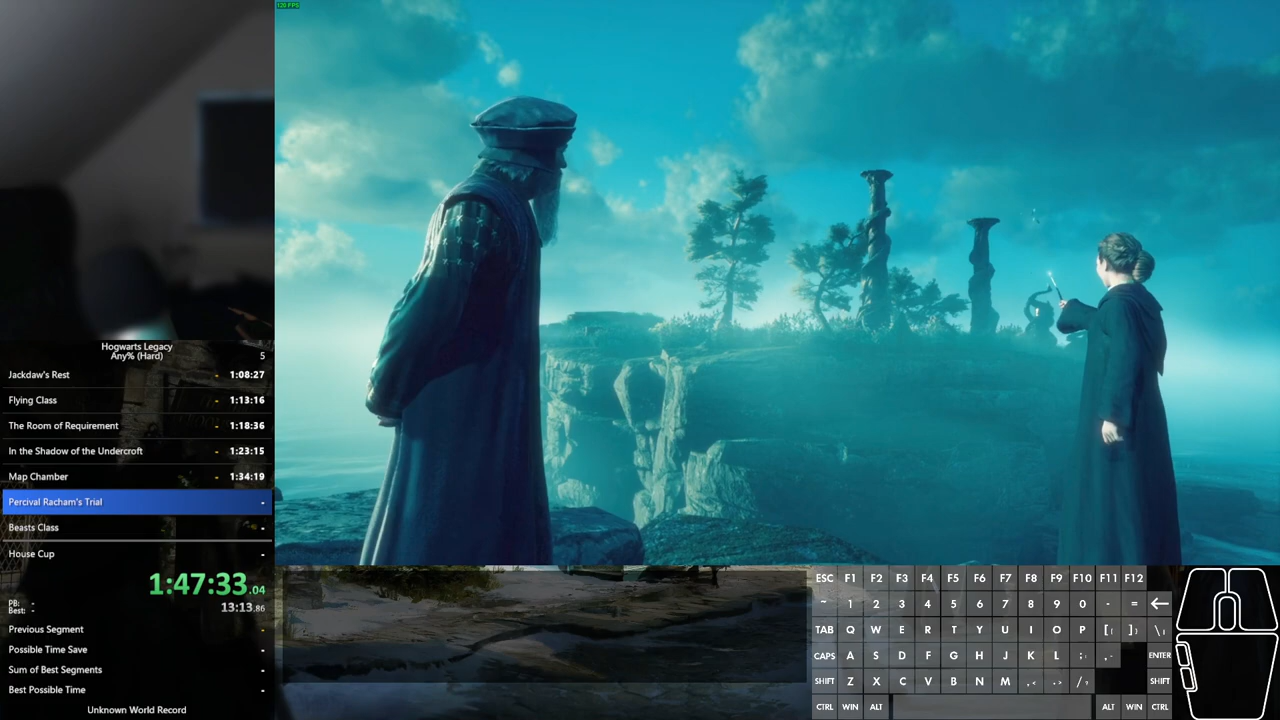 120 FPS
Hogwarts Legacy
Any% (Hard)
5
Jackdaw's Rest - 1:08:27
Flying Class - 1:13:16
The Room of Requirement - 1:18:36
In the Shadow of the Undercroft - 1:23:15
Map Chamber - 1:34:19
Percival Racham's Trial -
Beasts Class -
House Cup -
1:47:33.04
PB: -
Best: -
13:13.86
Previous Segment -
Possible Time Save -
Sum of Best Segments -
Best Possible Time -
Unknown World Record
ESC F1 F2 F3 F4 F5 F6 F7 F8 F9 F10 F11 F12
~ 1 2 3 4 5 6 7 8 9 0 - = ←
TAB Q W E R T Y U I O P [{ ]} \|
CAPS A S D F G H J K L ;: ,. ENTER
SHIFT Z X C V B N M ,< .> /? SHIFT
CTRL WIN ALT ALT WIN CTRL